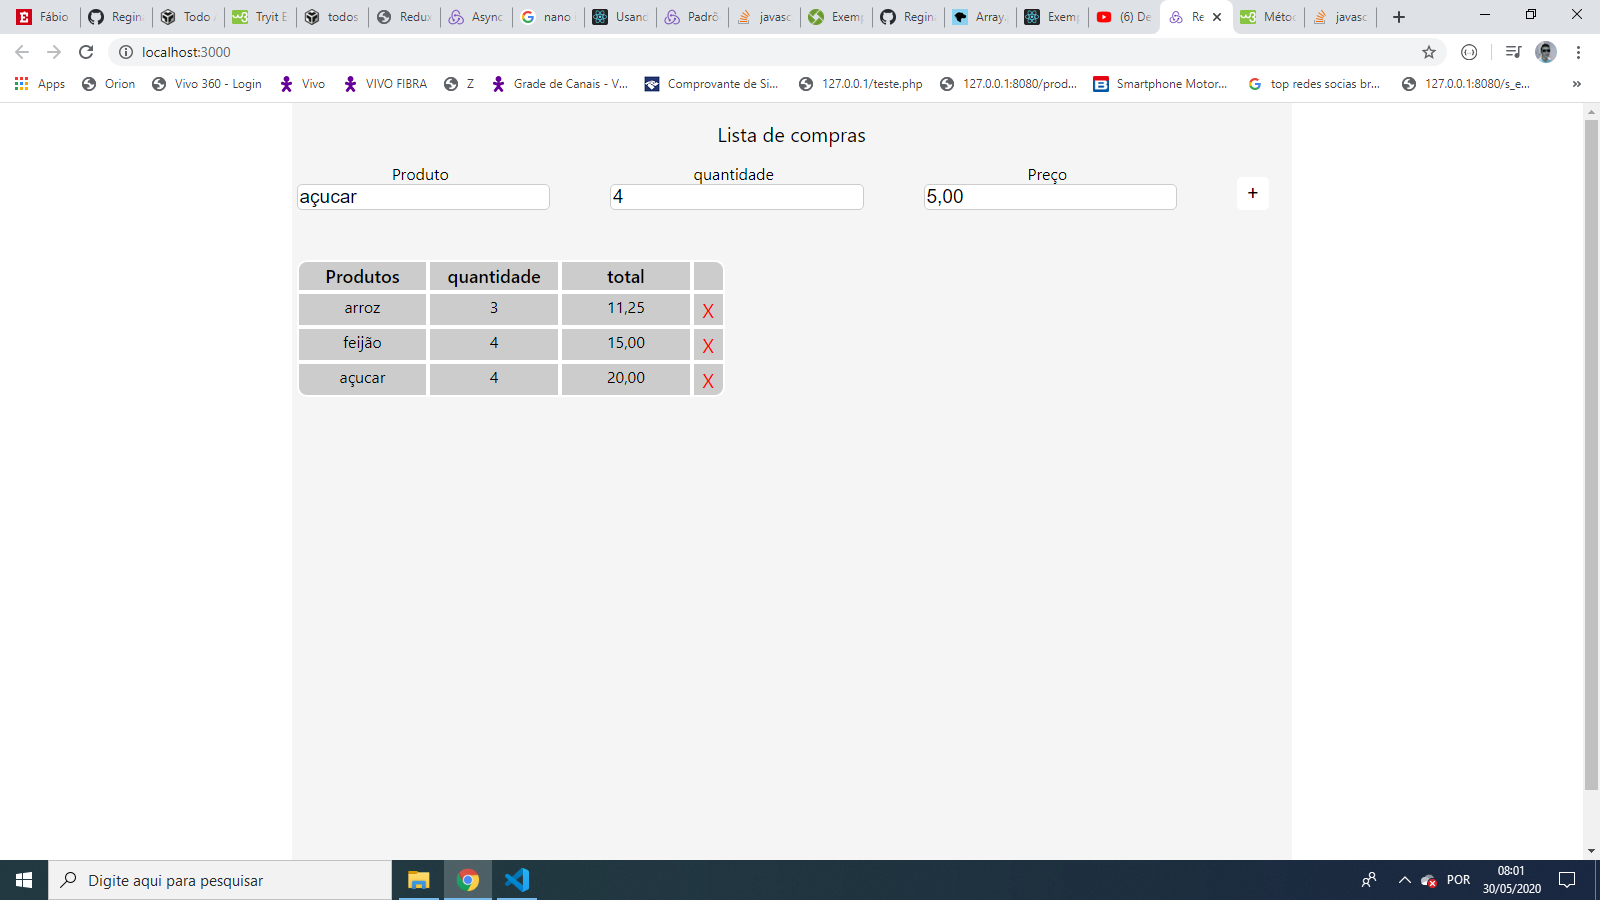 Fábio Regin Todo Tryit E todos Redux Async nano Usand Padrõ javasc Exemp Regin Array. Exemp (6) De Re Métoc javasc
localhost:3000
Apps Orion Vivo 360 - Login Vivo VIVO FIBRA Z Grade de Canais - V... Comprovante de Si... 127.0.0.1/teste.php 127.0.0.1:8080/prod... Smartphone Motor... top redes socias br... 127.0.0.1:8080/s_e... »
Lista de compras
Produto quantidade Preço
açucar 4 5,00 +
Produtos quantidade total
arroz 3 11,25 X
feijão 4 15,00 X
açucar 4 20,00 X
Digite aqui para pesquisar
POR
08:01
30/05/2020